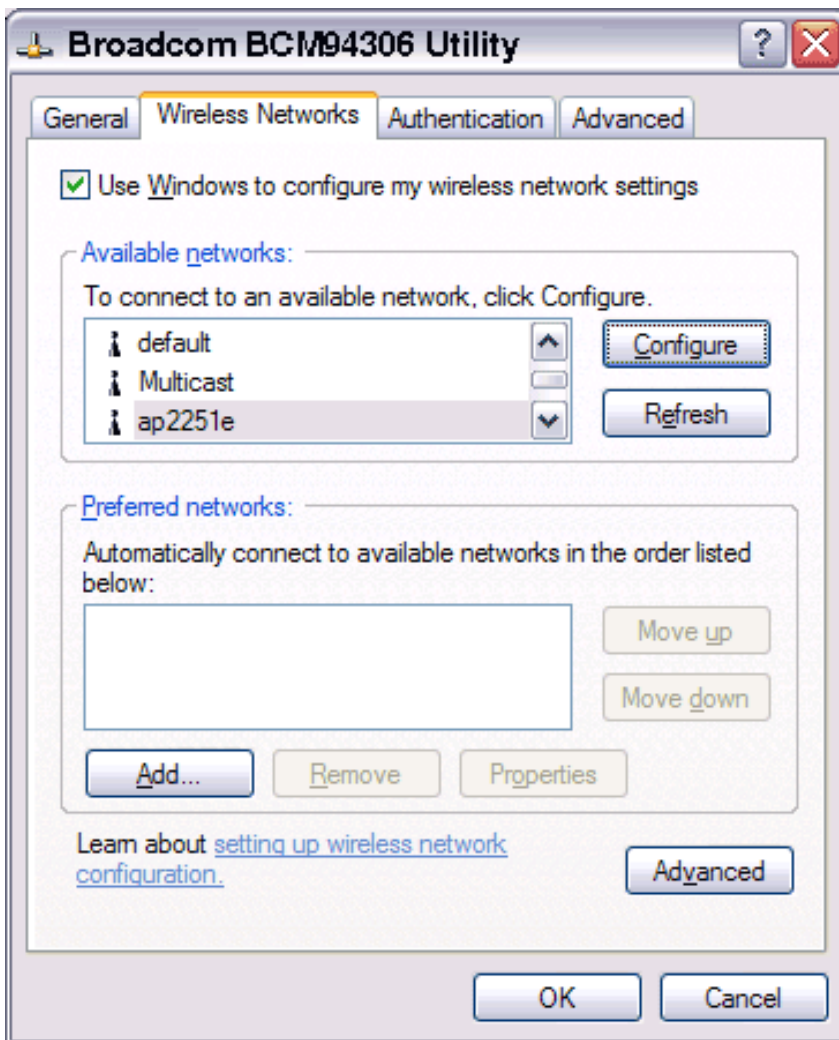 Broadcom BCM94306 Utility
?
General
Wireless Networks
Authentication
Advanced
Use Windows to configure my wireless network settings
Available networks:
To connect to an available network, click Configure.
default
Multicast
ap2251e
Configure
Refresh
Preferred networks:
Automatically connect to available networks in the order listed
below:
Move up
Move down
Add...
Remove
Properties
Learn about setting up wireless network
configuration.
Advanced
OK
Cancel